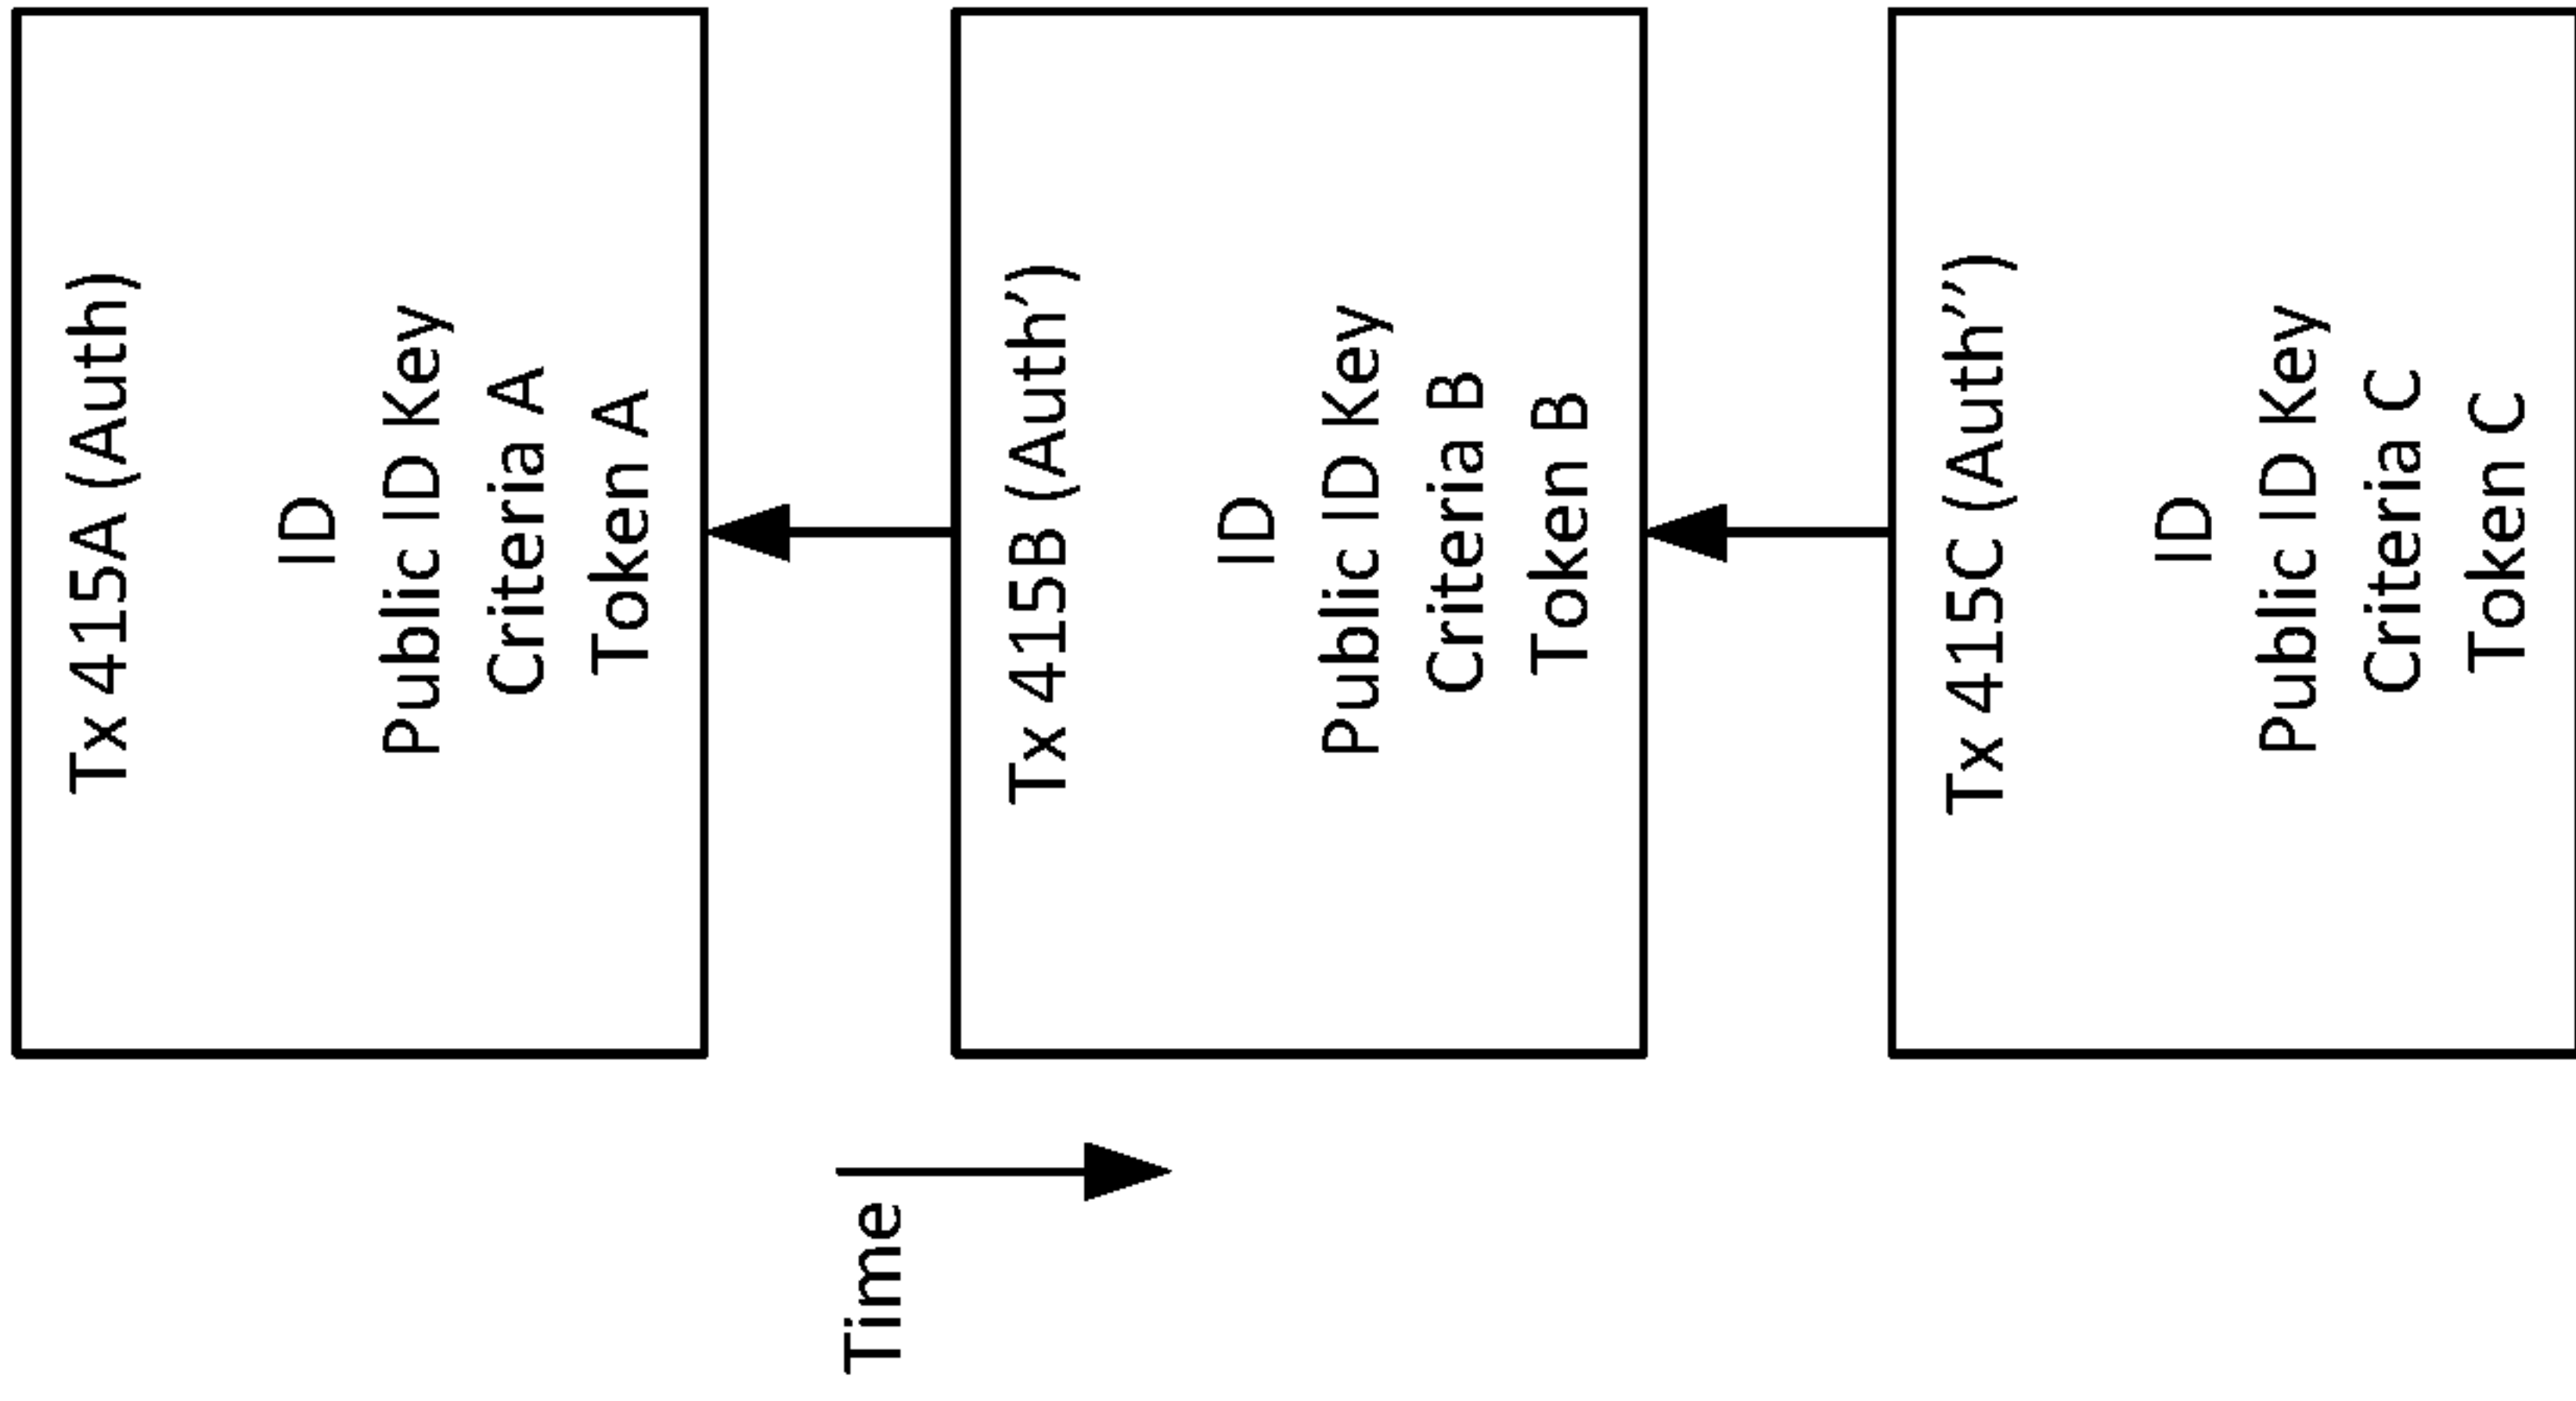 Tx 415A (Auth)
ID
Public ID Key
Criteria A
Token A
Time
Tx 415B (Auth’)
ID
Public ID Key
Criteria B
Token B
Tx 415C (Auth’’)
ID
Public ID Key
Criteria C
Token C